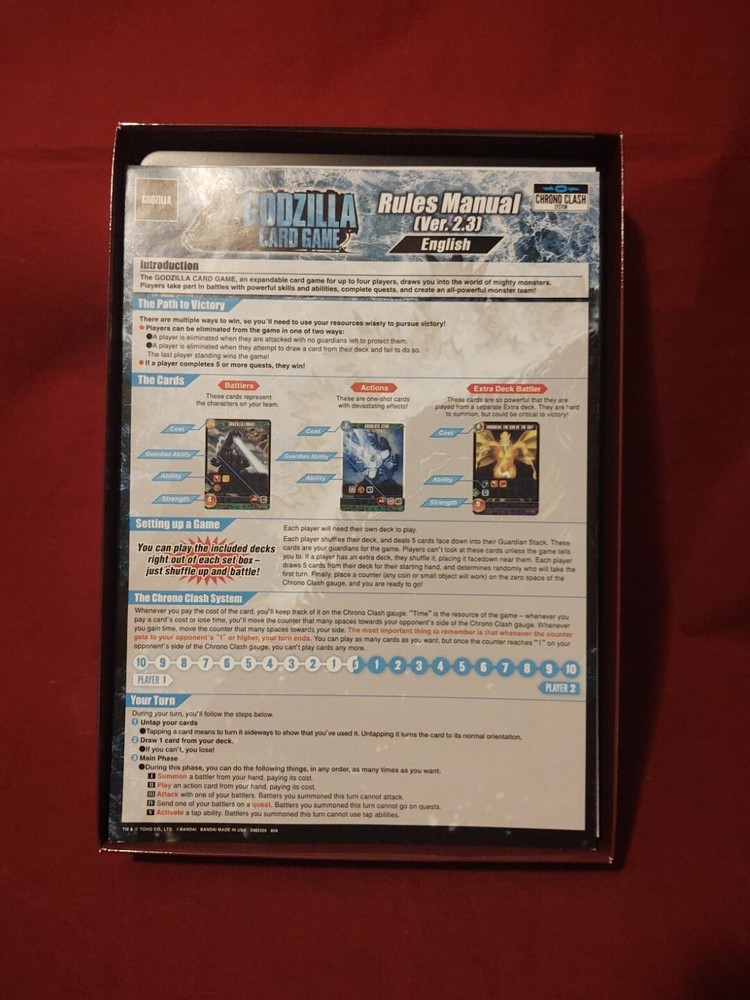 GODZILLA
GODZILLA
CARD GAME
Rules Manual
(Ver. 2.3)
English
CHRONO CLASH
SYSTEM
Introduction
The GODZILLA CARD GAME, an expandable card game for up to four players, draws you into the world of mighty monsters.
Players take part in battles with powerful skills and abilities, complete quests, and create an all-powerful monster team!
The Path to Victory
There are multiple ways to win, so you'll need to use your resources wisely to pursue victory!
● Players can be eliminated from the game in one of two ways:
●A player is eliminated when they are attacked with no guardians left to protect them.
●A player is eliminated when they attempt to draw a card from their deck and fail to do so.
The last player standing wins the game!
● If a player completes 5 or more quests, they win!
The Cards
Battlers
These cards represent
the characters on your team.
Cost
Guardian Ability
Ability
Strength
4
Actions
These are one-shot cards
with devastating effects!
Cost
Guardian Ability
Ability
ABSOLUTE ZERO
Extra Deck Battler
These cards are so powerful that they are
played from a separate Extra deck. They are hard
to summon, but could be critical to victory!
Cost
Ability
Strength
Setting up a Game
You can play the included decks
right out of each set box –
just shuffle up and battle!
Each player will need their own deck to play.
Each player shuffles their deck, and deals 5 cards face down into their Guardian Stack. These
cards are your guardians for the game. Players can't look at these cards unless the game tells
you to. If a player has an extra deck, they shuffle it, placing it facedown near them. Each player
draws 5 cards from their deck for their starting hand, and determines randomly who will take the
first turn. Finally, place a counter (any coin or small object will work) on the zero space of the
Chrono Clash gauge, and you are ready to go!
The Chrono Clash System
Whenever you pay the cost of the card, you'll keep track of it on the Chrono Clash gauge. "Time" is the resource of the game – whenever you
pay a card's cost or lose time, you'll move the counter that many spaces towards your opponent's side of the Chrono Clash gauge. Whenever
you gain time, move the counter that many spaces towards your side. The most important thing to remember is that whenever the counter
gets to your opponent's "1" or higher, your turn ends. You can play as many cards as you want, but once the counter reaches "1" on your
opponent's side of the Chrono Clash gauge, you can't play cards any more.
10 9 8 7 6 5 4 3 2 1 0 1 2 3 4 5 6 7 8 9 10
PLAYER 1
PLAYER 2
Your Turn
During your turn, you'll follow the steps below.
1 Untap your cards
●Tapping a card means to turn it sideways to show that you've used it. Untapping it turns the card to its normal orientation.
2 Draw 1 card from your deck.
●If you can't, you lose!
3 Main Phase
●During this phase, you can do the following things, in any order, as many times as you want.
I Summon a battler from your hand, paying its cost.
II Play an action card from your hand, paying its cost.
III Attack with one of your battlers. Battlers you summoned this turn cannot attack.
IV Send one of your battlers on a quest. Battlers you summoned this turn cannot go on quests.
V Activate a tap ability. Battlers you summoned this turn cannot use tap abilities.
TM & © TOHO CO., LTD. ©BANDAI BANDAI MADE IN USA